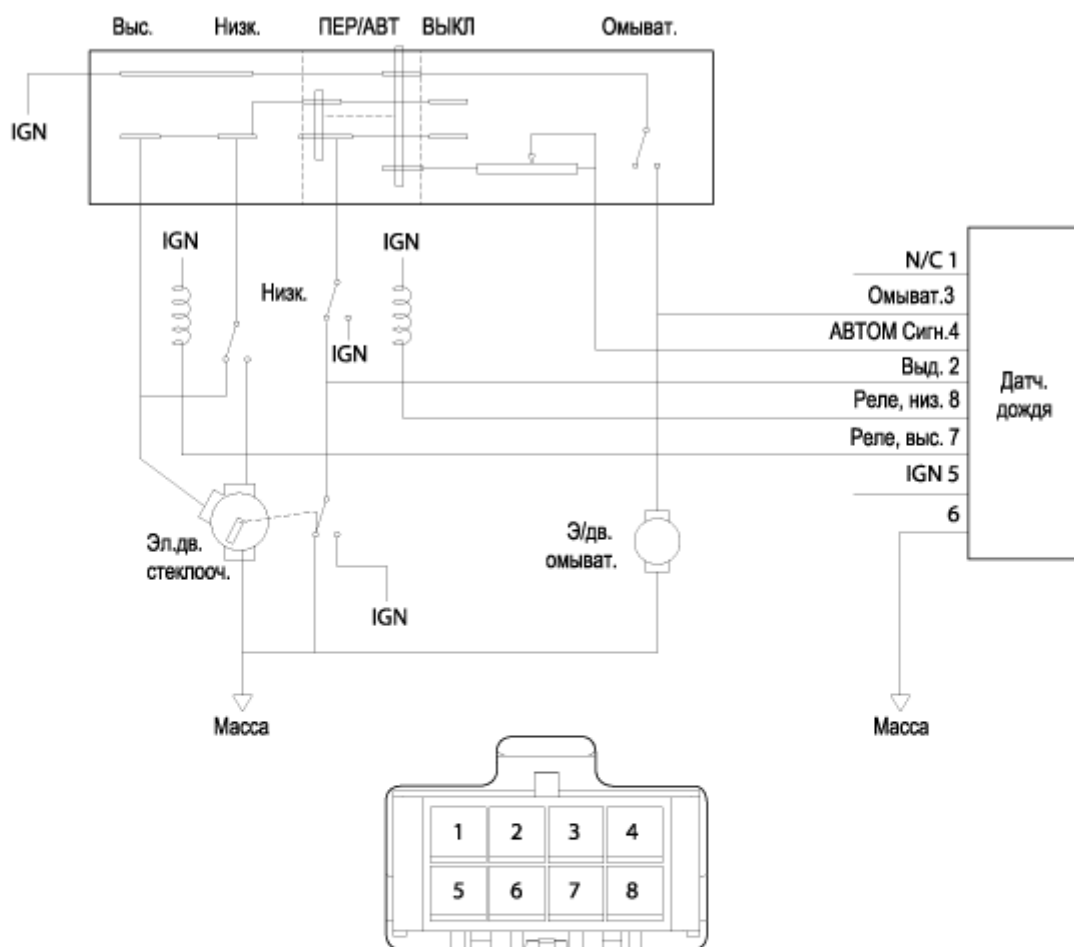 Выс. Низк. ПЕР/АВТ ВЫКЛ Омыват.
IGN
IGN
IGN
Низк.
IGN
N/C 1
Омыват.3
АВТОМ Сигн.4
Выд. 2
Реле, низ. 8
Реле, выс. 7
IGN 5
6
Датч.
дождя
Эл.дв.
стеклооч.
Э/дв.
омыват.
IGN
Масса
Масса
1 2 3 4
5 6 7 8